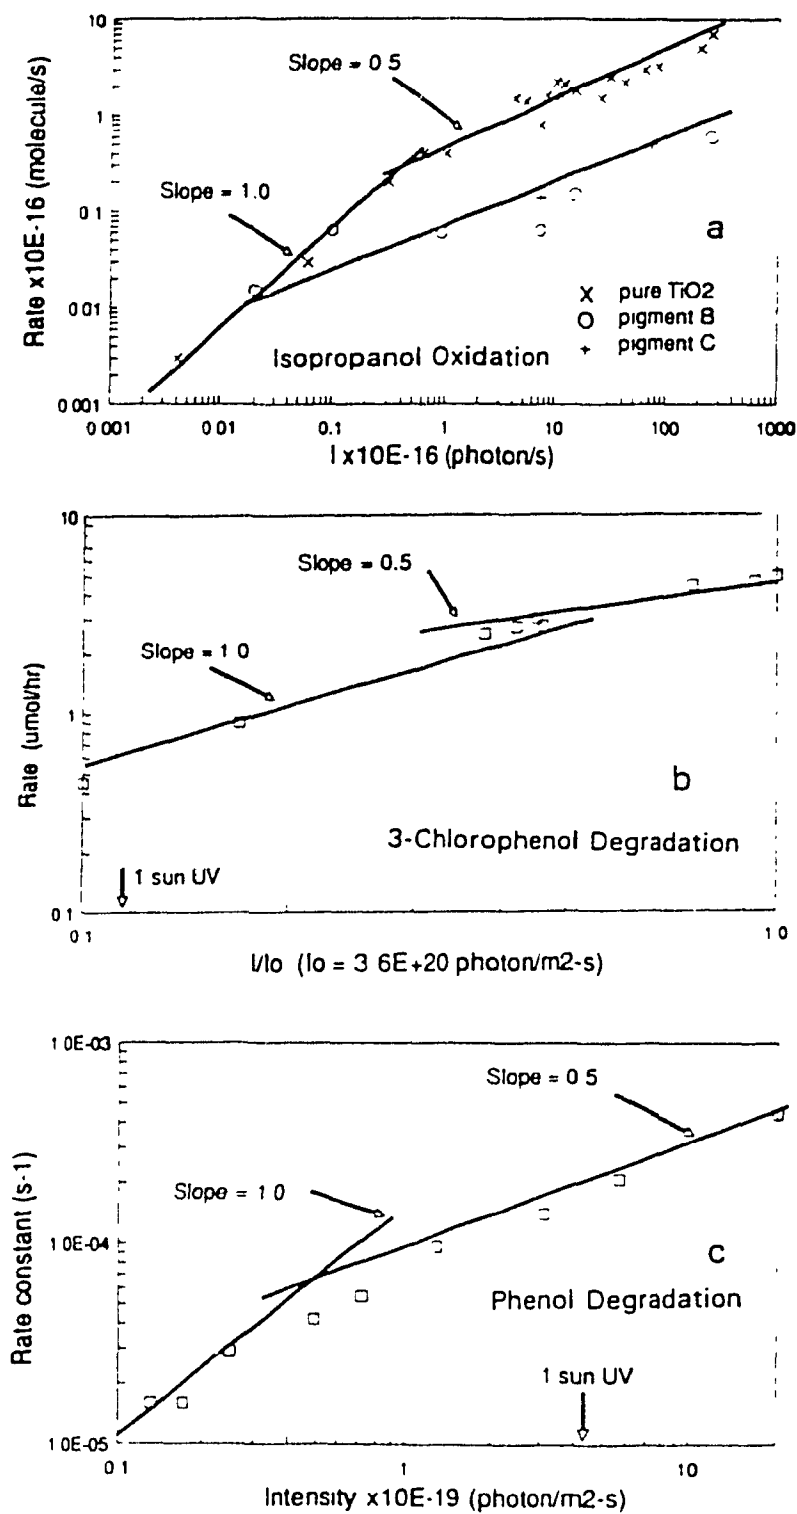 10
1
0 1
0 01
0 001
Rate x10E-16 (molecule/s)
Slope = 0 5
Slope = 1.0
a
x pure TiO2
O pigment B
+ pigment C
Isopropanol Oxidation
0 001 0 01 0.1 1 10 100 1000
I x10E-16 (photon/s)
10
1
0 1
Rate (umol/hr)
Slope = 0.5
Slope = 1 0
b
3-Chlorophenol Degradation
1 sun UV
0 1 1 0
I/Io (Io = 3 6E+20 photon/m2-s)
1 0E-03
1 0E-04
1 0E-05
Rate constant (s-1)
Slope = 0 5
Slope = 1 0
c
Phenol Degradation
1 sun UV
0 1 1 10
Intensity x10E-19 (photon/m2-s)